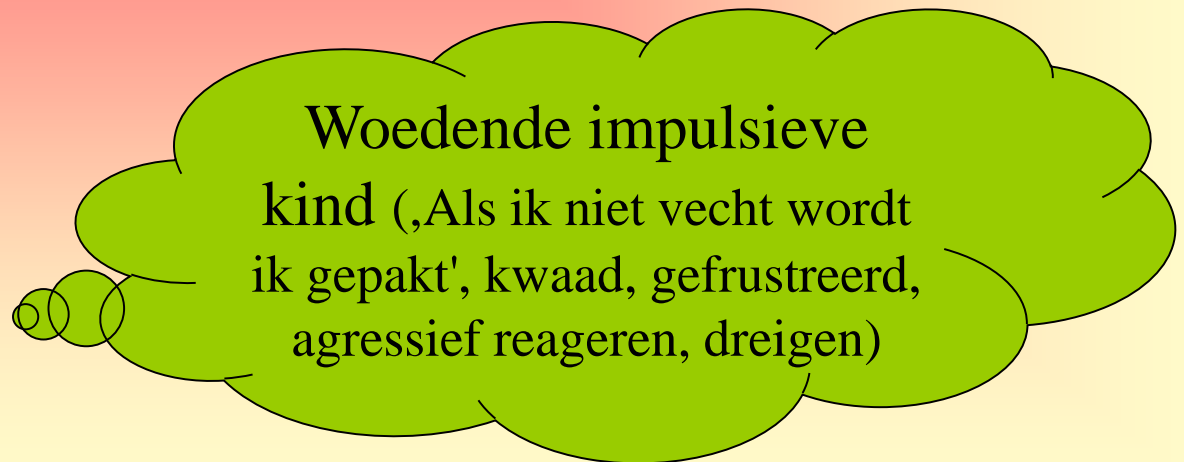 Woedende impulsieve
kind (‚Als ik niet vecht wordt
ik gepakt', kwaad, gefrustreerd,
agressief reageren, dreigen)